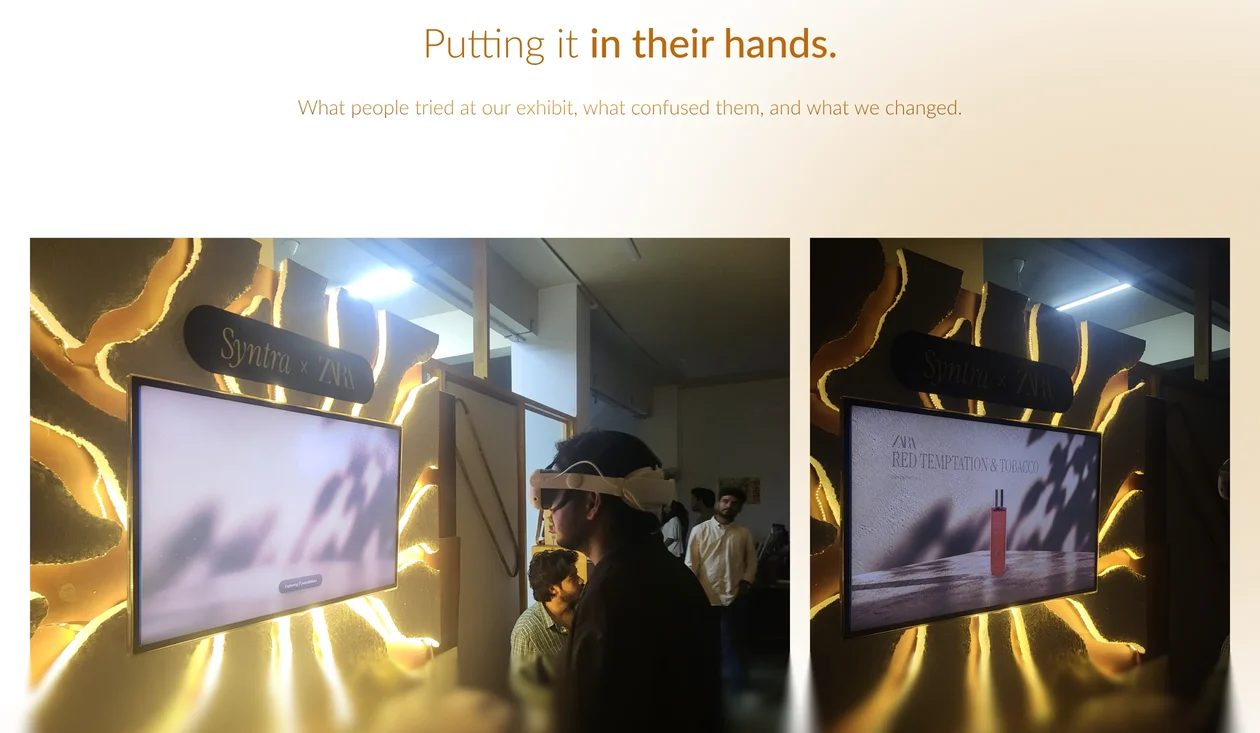 Putting it in their hands.
What people tried at our exhibit, what confused them, and what we changed.
Syntra × ZARA
Syntra × ZARA
ZARA
RED TEMPTATION & TOBACCO